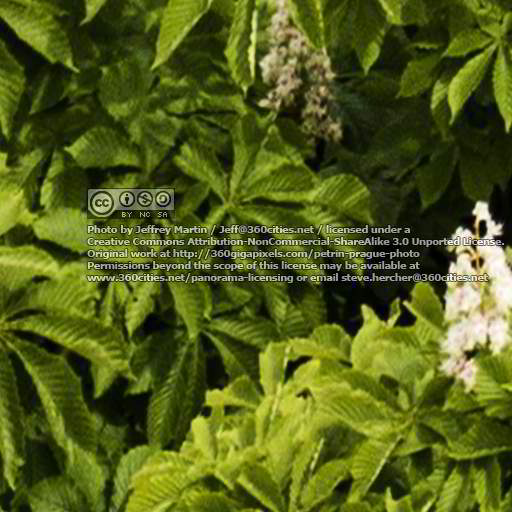 cc
BY NC SA
Photo by Jeffrey Martin / Jeff@360cities.net / licensed under a
Creative Commons Attribution-NonCommercial-ShareAlike 3.0 Unported License.
Original work at http://360gigapixels.com/petrin-prague-photo
Permissions beyond the scope of this license may be available at
www.360cities.net/panorama-licensing or email steve.hercher@360cities.net